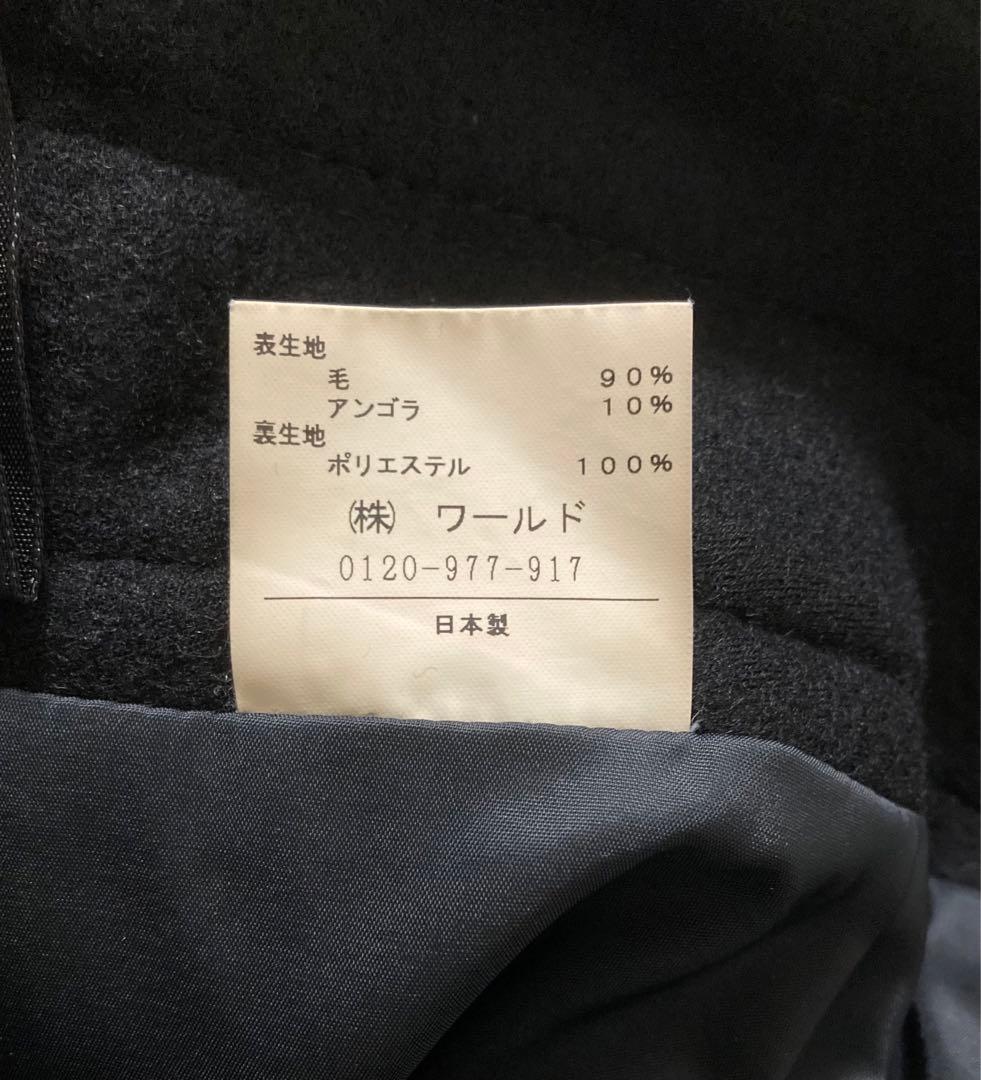 表生地
毛 90%
アンゴラ 10%
裏生地
ポリエステル 100%
㈱ ワールド
0120-977-917
日本製